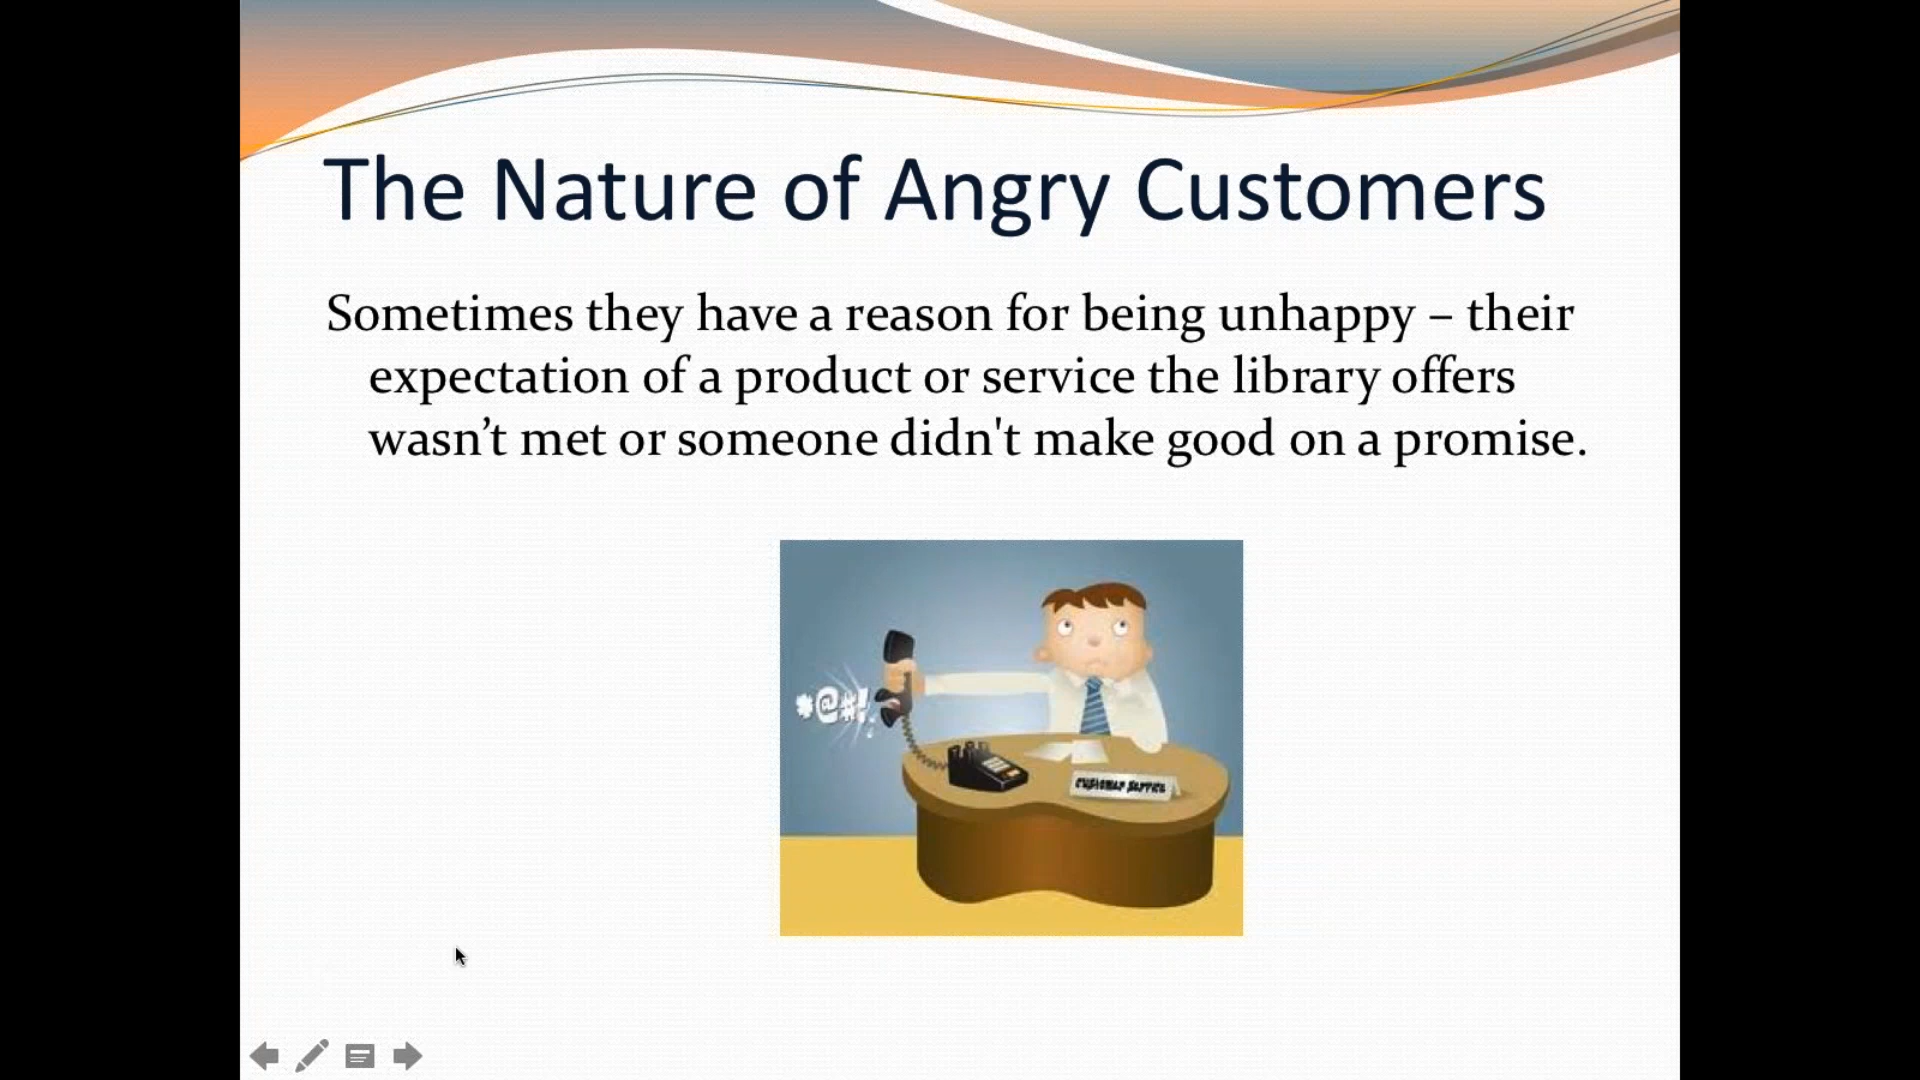 The Nature of Angry Customers
Sometimes they have a reason for being unhappy – their
expectation of a product or service the library offers
wasn’t met or someone didn't make good on a promise.
*@#!
CUSTOMER SERVICE